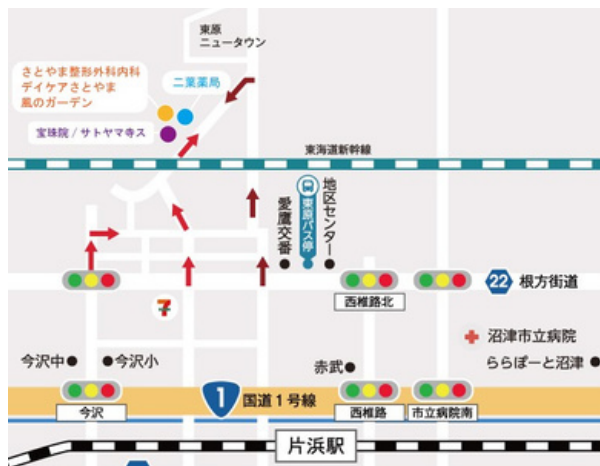 東原
ニュータウン
さとやま整形外科内科
デイケアさとやま
風のガーデン
二葉薬局
宝珠院 / サトヤマ寺ス
東海道新幹線
愛鷹交番
東原バス停
地区センター
22 根方街道
西椎路北
7
沼津市立病院
今沢中
今沢小
赤武
ららぽーと沼津
1 国道1号線
今沢
西椎路
市立病院南
片浜駅